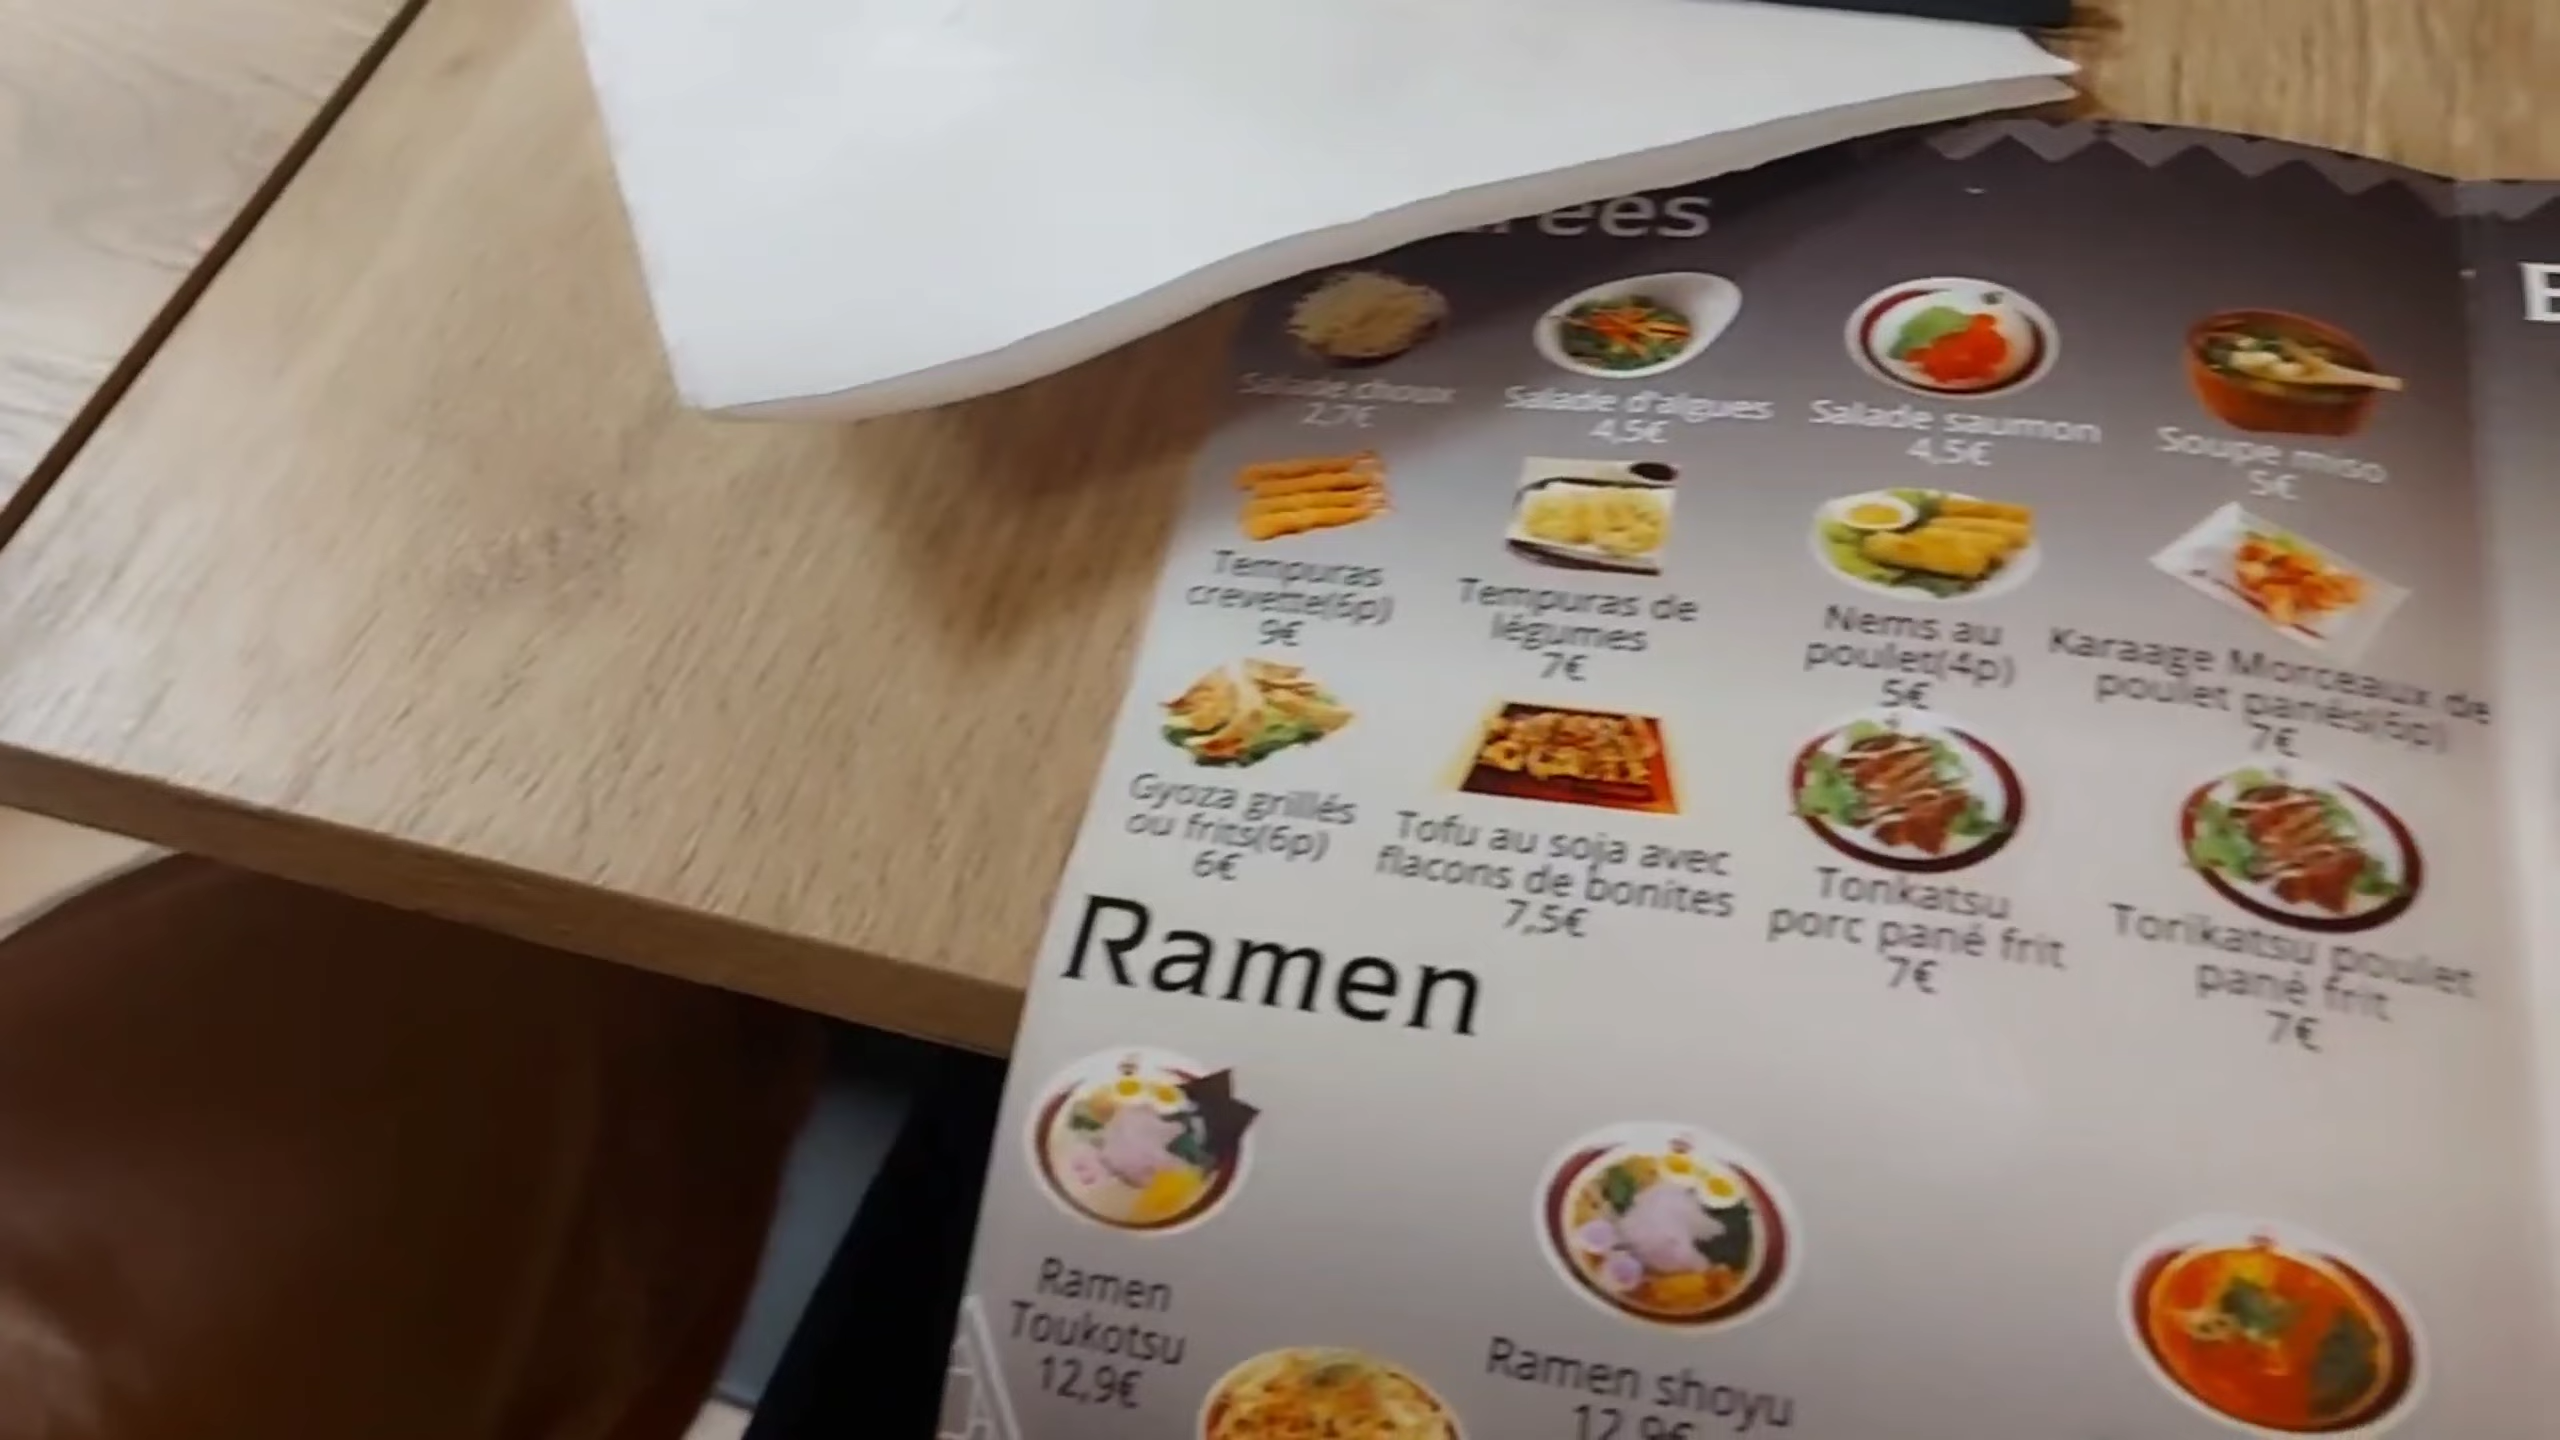 rees
Salade choux
2,7€
Salade d'algues
4,5€
Salade saumon
4,5€
Soupe miso
5€
Tempuras
crevette(6p)
9€
Tempuras de
légumes
7€
Nems au
poulet(4p)
5€
Karaage Morceaux de
poulet panés(6p)
7€
Gyoza grillés
ou frits(6p)
6€
Tofu au soja avec
flacons de bonites
7,5€
Tonkatsu
porc pané frit
7€
Torikatsu poulet
pané frit
7€
Ramen
Ramen
Toukotsu
12,9€
Ramen shoyu
12,9€